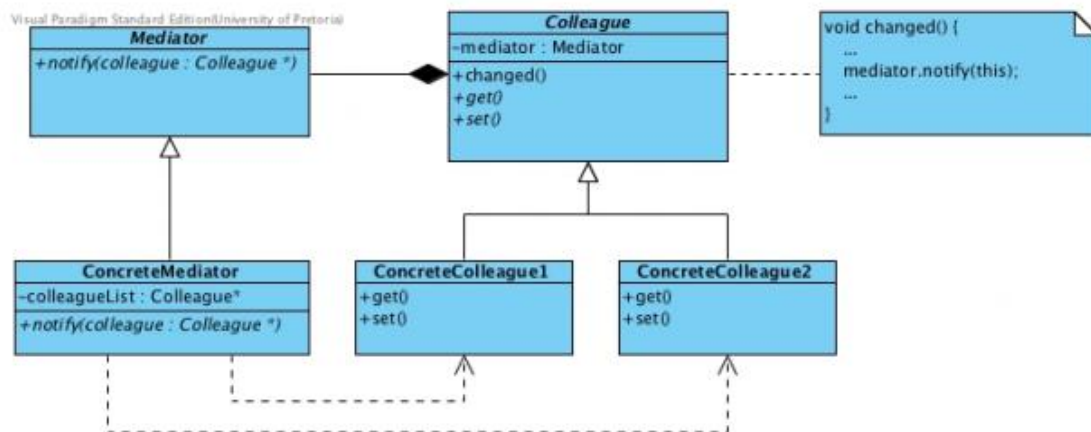 Visual Paradigm Standard Edition(University of Pretoria)
Mediator
+notify(colleague : Colleague *)
Colleague
-mediator : Mediator
+changed()
+get()
+set()
void changed() {
...
mediator.notify(this);
...
}
ConcreteMediator
-colleagueList : Colleague*
+notify(colleague : Colleague *)
ConcreteColleague1
+get()
+set()
ConcreteColleague2
+get()
+set()